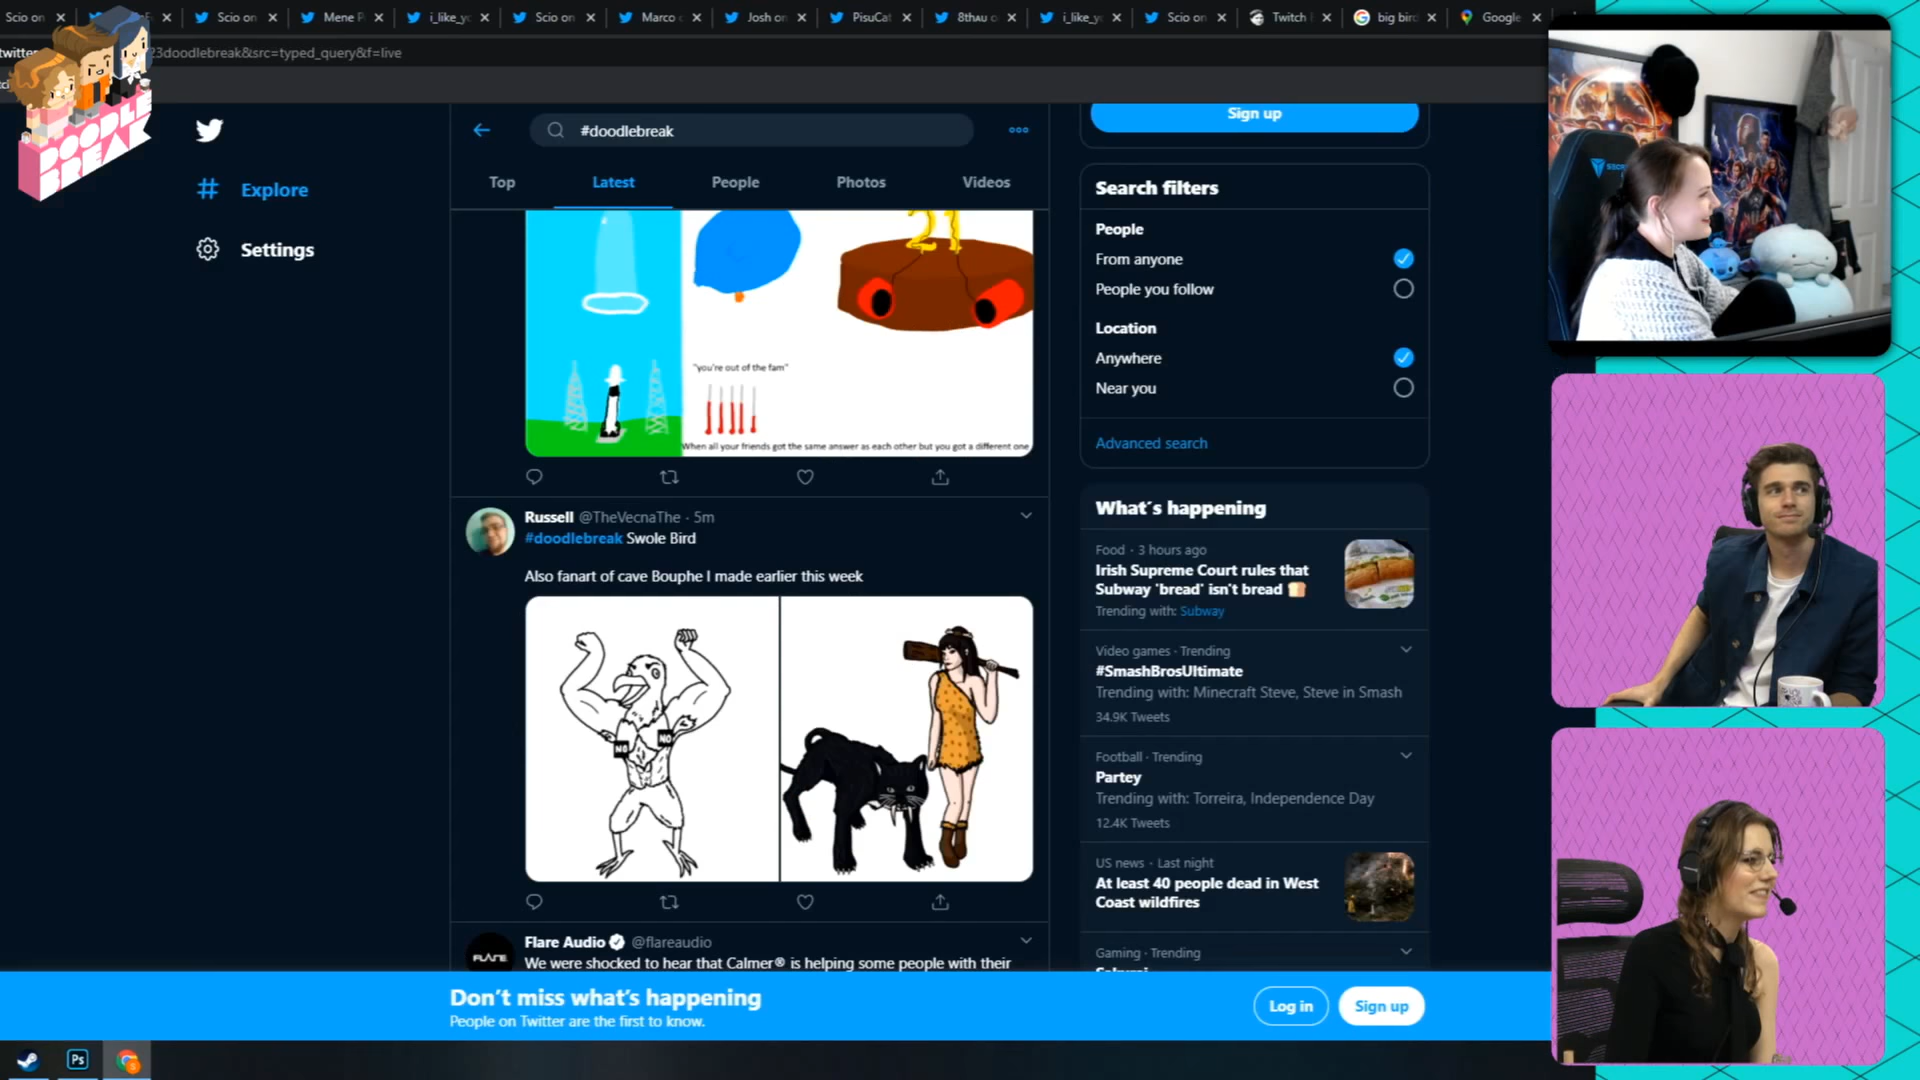 Scio on
Scio on
Mene P
i_like_y
Scio on
Marco
Josh on
PisuCat
8thau o
i_like_y
Scio on
Twitch
big bird
Google
23doodlebreak&src=typed_query&f=live
DOODLE
BREAK
#doodlebreak
Explore
Settings
Top
Latest
People
Photos
Videos
"you're out of the fam"
When all your friends got the same answer as each other but you got a different one
Russell @TheVecnaThe · 5m
#doodlebreak Swole Bird
Also fanart of cave Bouphe I made earlier this week
NO
NO
Flare Audio @flareaudio
FLARE
We were shocked to hear that Calmer® is helping some people with their
Sign up
Search filters
People
From anyone
People you follow
Location
Anywhere
Near you
Advanced search
What's happening
Food · 3 hours ago
Irish Supreme Court rules that
Subway 'bread' isn't bread
Trending with: Subway
Video games · Trending
#SmashBrosUltimate
Trending with: Minecraft Steve, Steve in Smash
34.9K Tweets
Football · Trending
Partey
Trending with: Torreira, Independence Day
12.4K Tweets
US news · Last night
At least 40 people dead in West
Coast wildfires
Gaming · Trending
Don't miss what's happening
People on Twitter are the first to know.
Log in
Sign up
Ps